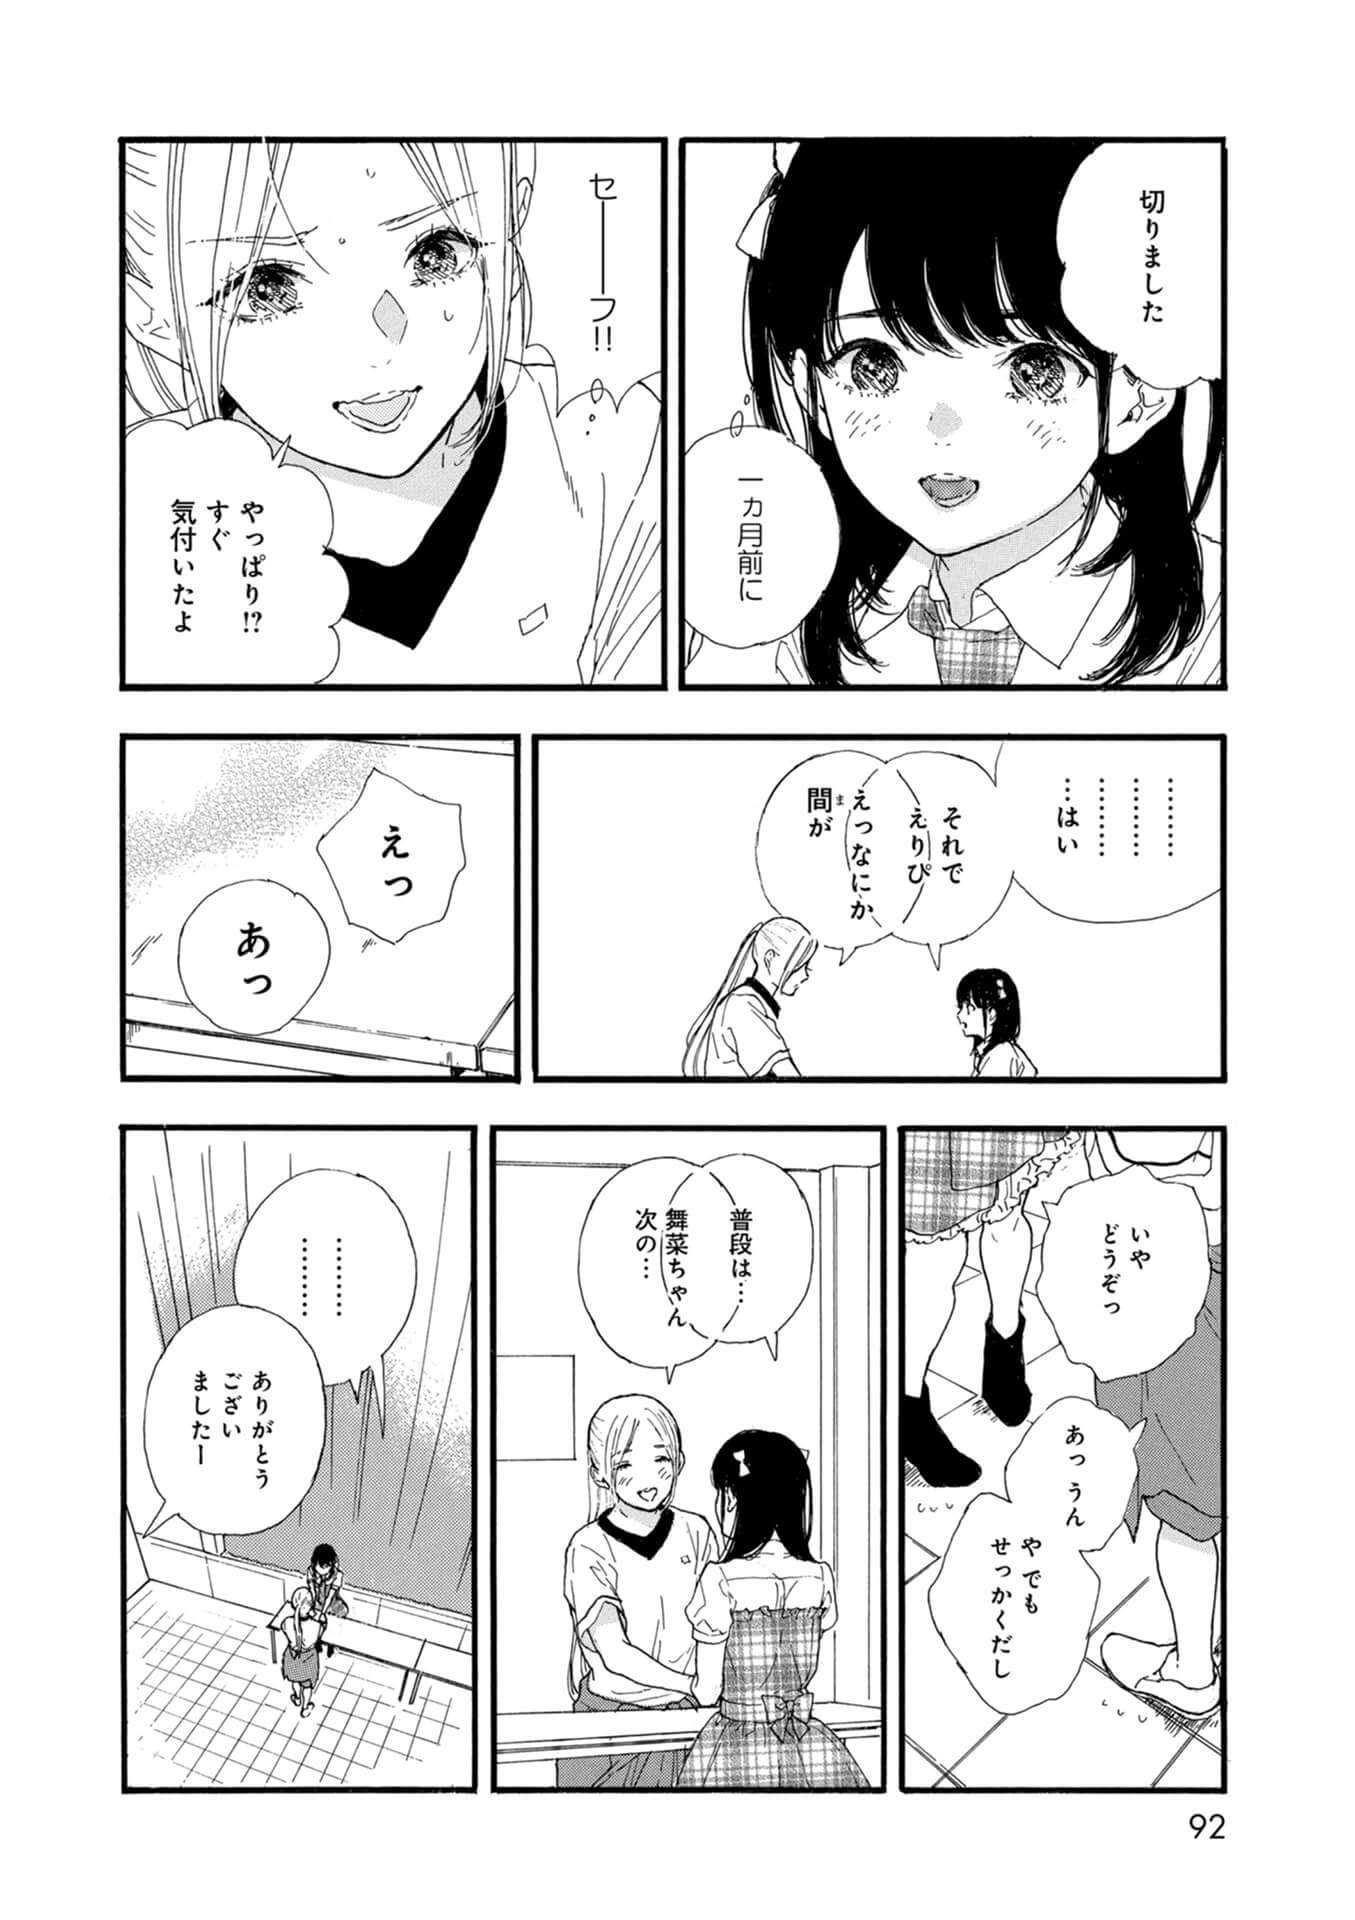 切りました
一カ月前に
セーーーフ!!
やっぱり!?
すぐ
気付いたよ
…………
…………
…………
…はい
それで
えりぴ
えっなにか
間が
ま
えっ
あっ
いや
どうぞっ
あっ うん
やでも
せっかくだし
普段は…
舞菜ちゃん
次の…
…………
…………
ありがとう
ござい
ましたー
92